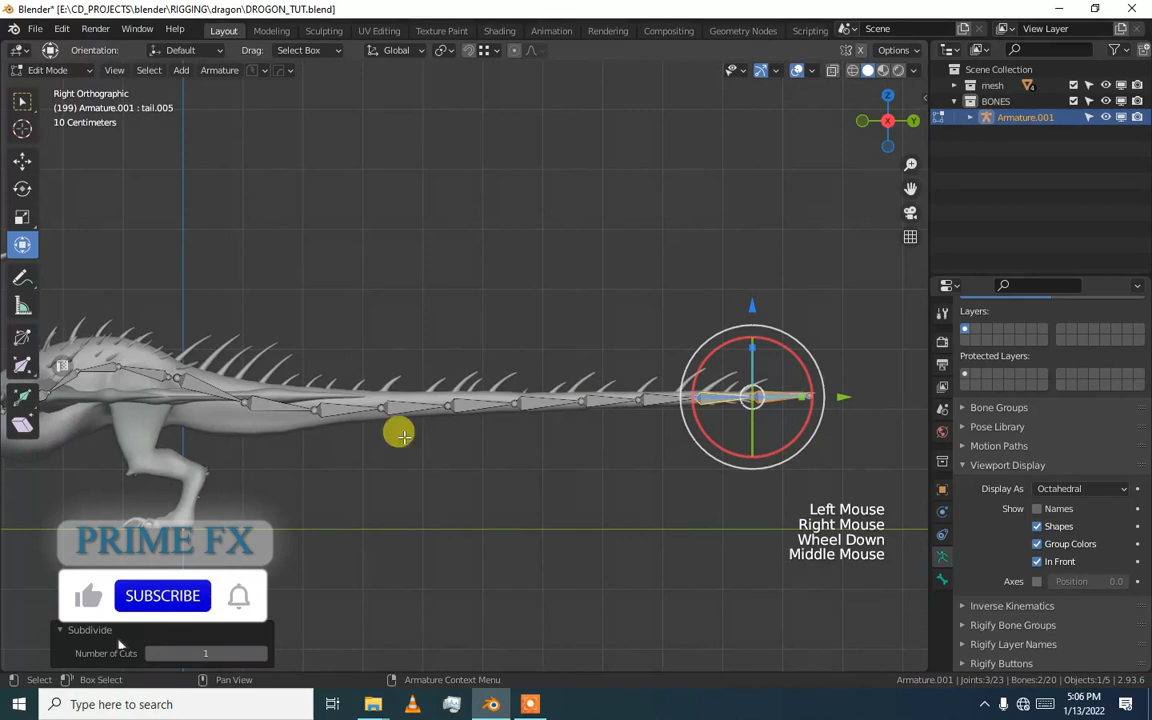 Blender* [E:\CD_PROJECTS\blender\RIGGING\dragon\DROGON_TUT.blend]
File Edit Render Window Help Layout Modeling Sculpting UV Editing Texture Paint Shading Animation Rendering Compositing Geometry Nodes Scripting Scene View Layer
Orientation: Default Drag: Select Box Global X Options
Edit Mode View Select Add Armature
Right Orthographic
(199) Armature.001 : tail.005
10 Centimeters
Z
X
Y
Scene Collection
mesh 4
BONES
Armature.001
Layers:
Protected Layers:
Bone Groups
Pose Library
Motion Paths
Viewport Display
Display As Octahedral
Show Names
Shapes
Group Colors
In Front
Axes Position 0.0
Inverse Kinematics
Rigify Bone Groups
Rigify Layer Names
Rigify Buttons
Left Mouse
Right Mouse
Wheel Down
Middle Mouse
PRIME FX
SUBSCRIBE
Subdivide
Number of Cuts 1
Select Box Select Pan View Armature Context Menu Armature.001 | Joints:3/23 | Bones:2/20 | Objects:1/5 | 2.93.6
Type here to search
5:06 PM
1/13/2022